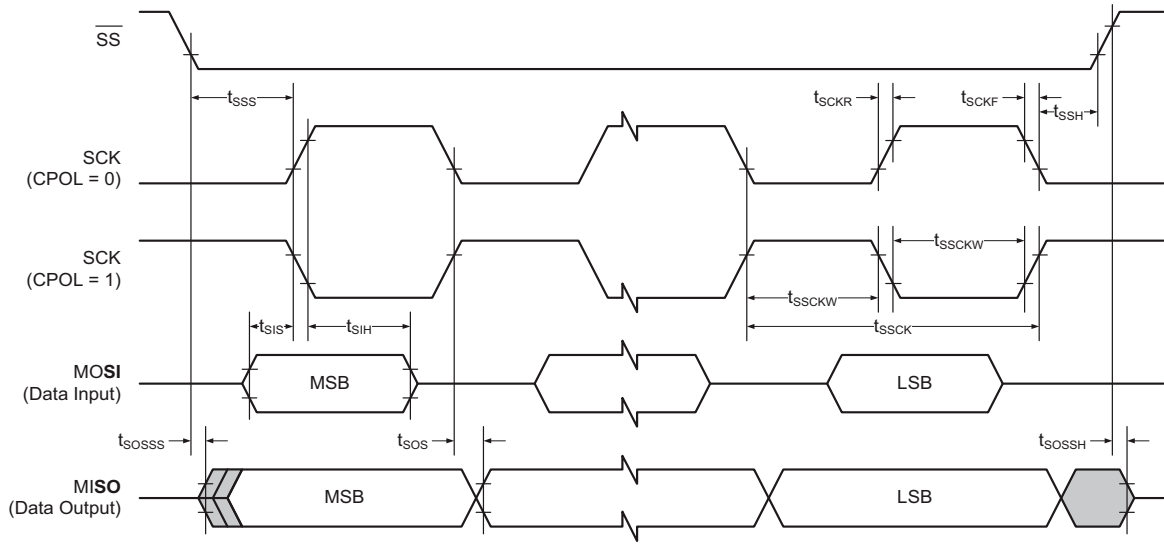 SS
tSSS
tSCKR
tSCKF
tSSH
SCK
(CPOL = 0)
SCK
(CPOL = 1)
tSSCKW
tSSCKW
tSIS
tSIH
tSSCK
MOSI
(Data Input)
MSB
LSB
tSOSSS
tSOS
tSOSSH
MISO
(Data Output)
MSB
LSB